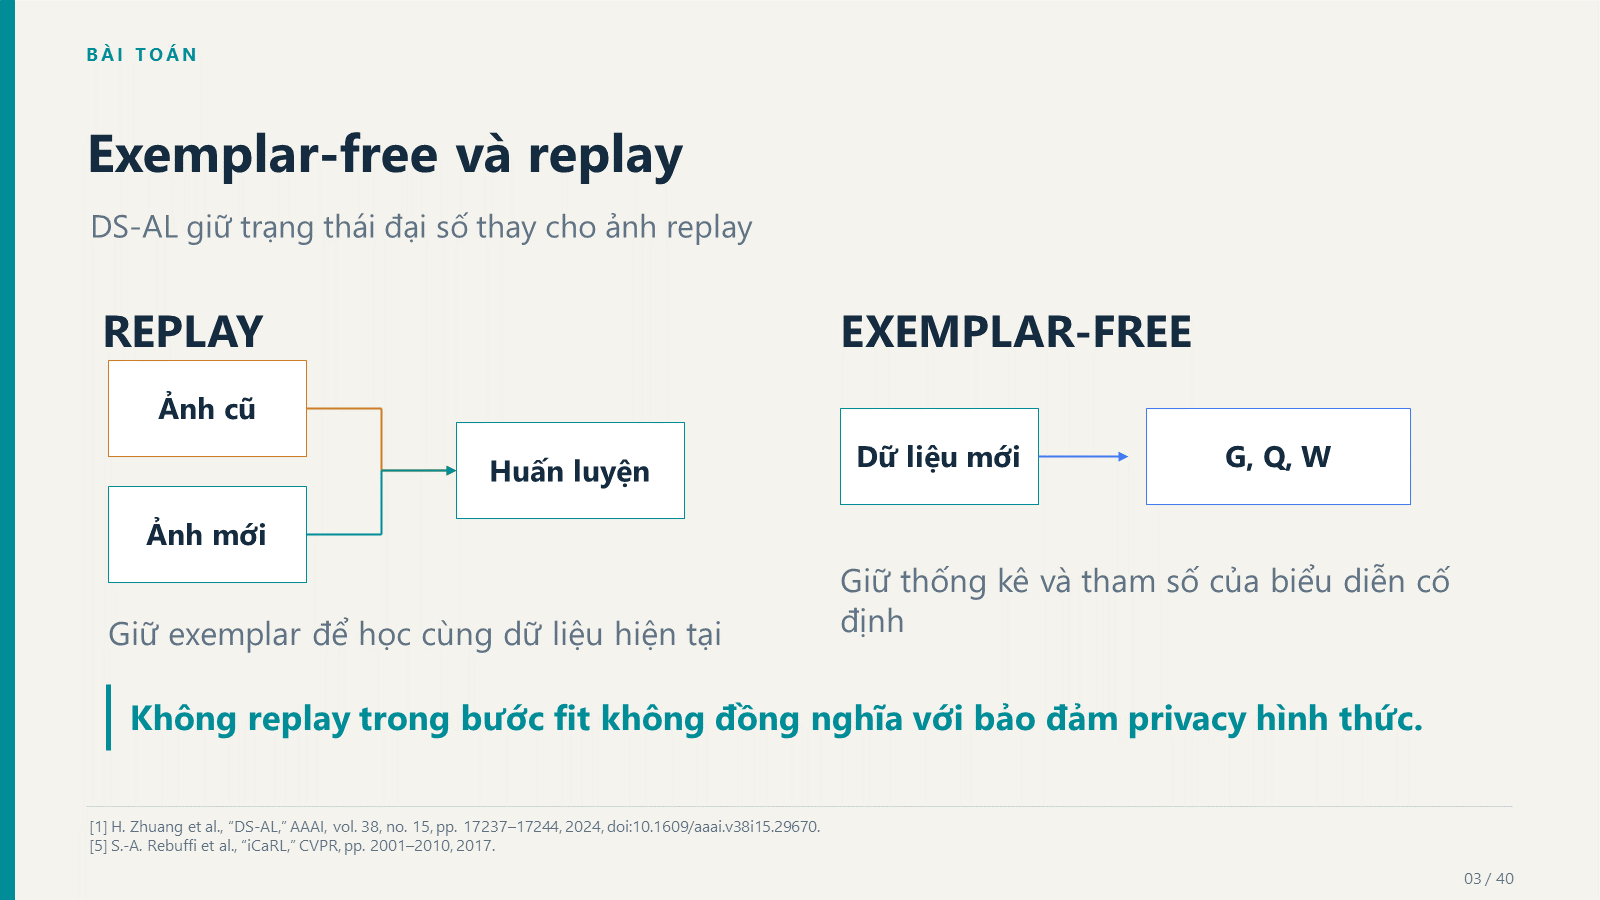 BÀI TOÁN
Exemplar-free và replay
DS-AL giữ trạng thái đại số thay cho ảnh replay
REPLAY
Ảnh cũ
Ảnh mới
Huấn luyện
Giữ exemplar để học cùng dữ liệu hiện tại
EXEMPLAR-FREE
Dữ liệu mới
G, Q, W
Giữ thống kê và tham số của biểu diễn cố
định
Không replay trong bước fit không đồng nghĩa với bảo đảm privacy hình thức.
[1] H. Zhuang et al., “DS-AL,” AAAI, vol. 38, no. 15, pp. 17237–17244, 2024, doi:10.1609/aaai.v38i15.29670.
[5] S.-A. Rebuffi et al., “iCaRL,” CVPR, pp. 2001–2010, 2017.
03 / 40